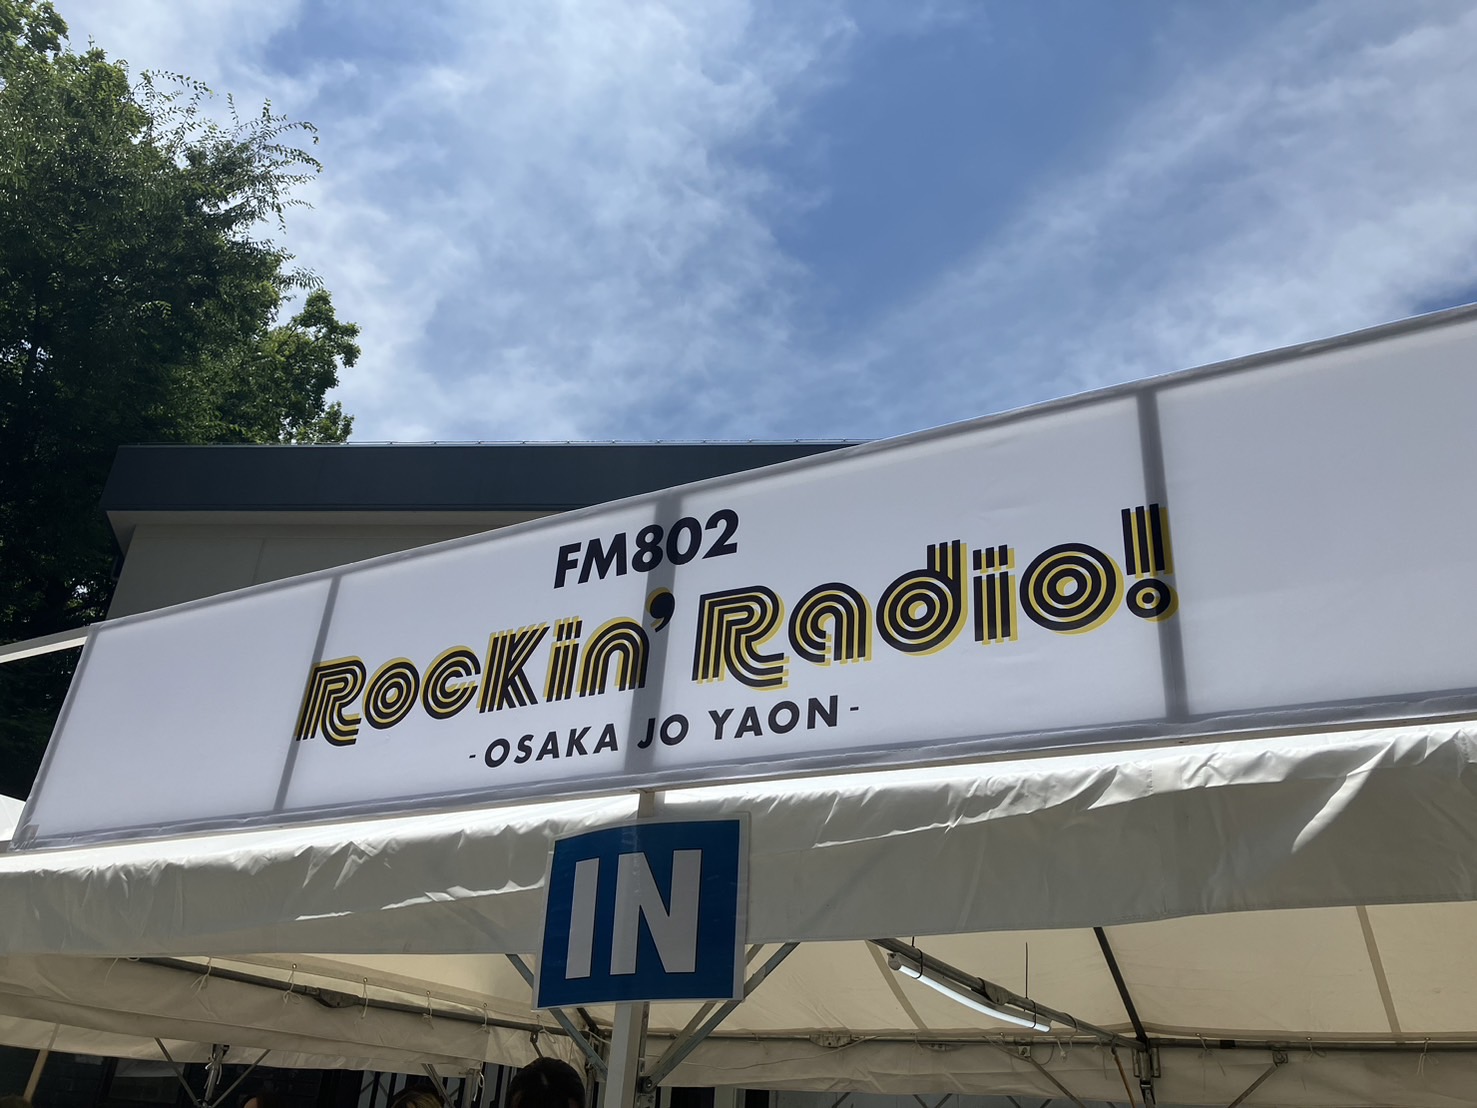 FM802
Rockin' Radio!
-OSAKA JO YAON-
IN